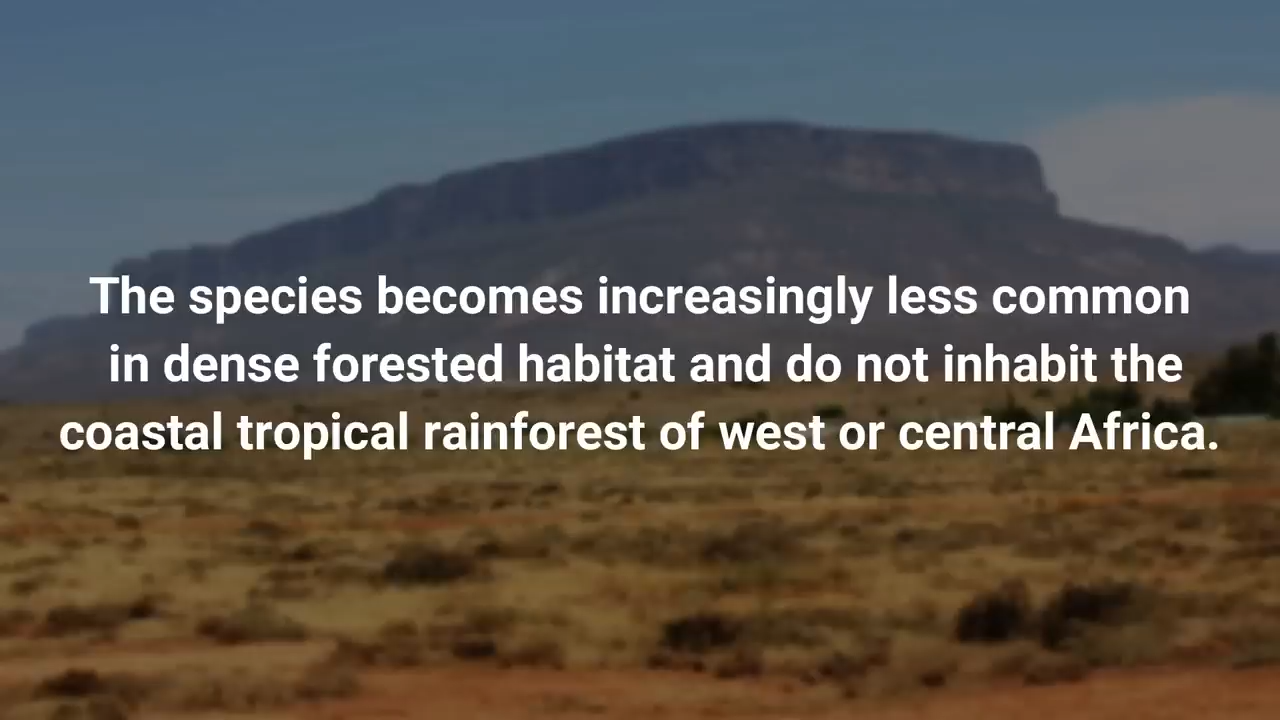 The species becomes increasingly less common
in dense forested habitat and do not inhabit the
coastal tropical rainforest of west or central Africa.